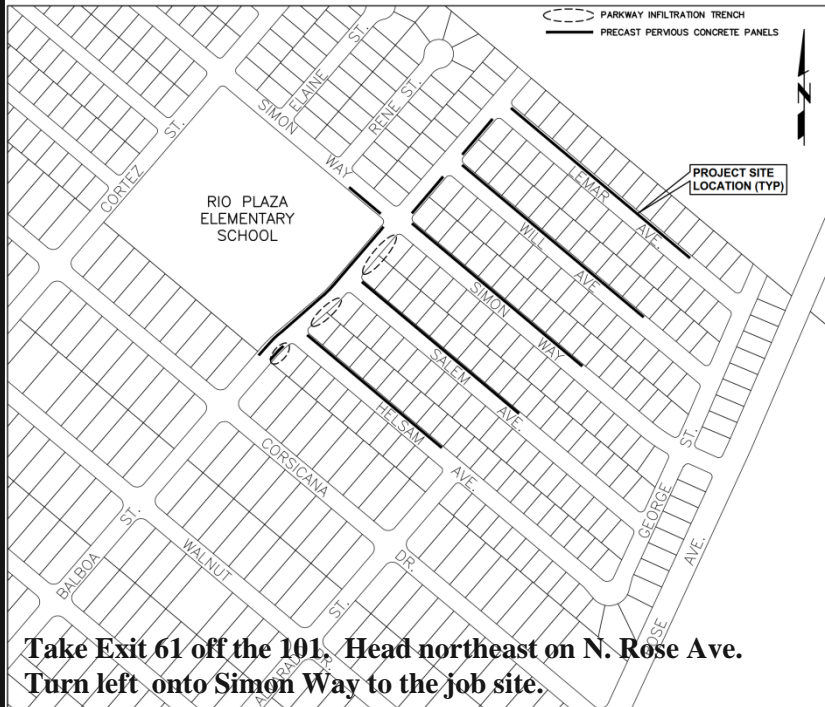 PARKWAY INFILTRATION TRENCH
PRECAST PERVIOUS CONCRETE PANELS
N
ELAINE ST.
RENE ST.
SIMON WAY
CORTEZ ST.
RIO PLAZA
ELEMENTARY
SCHOOL
PROJECT SITE
LOCATION (TYP)
LEMAR AVE.
WILL AVE
SIMON WAY
SALEM AVE.
HELSAM AVE.
GEORGE ST.
CORSICANA DR.
WALNUT DR.
BALBOA ST.
ST.
ROSE AVE.
Take Exit 61 off the 101. Head northeast on N. Rose Ave.
Turn left onto Simon Way to the job site.